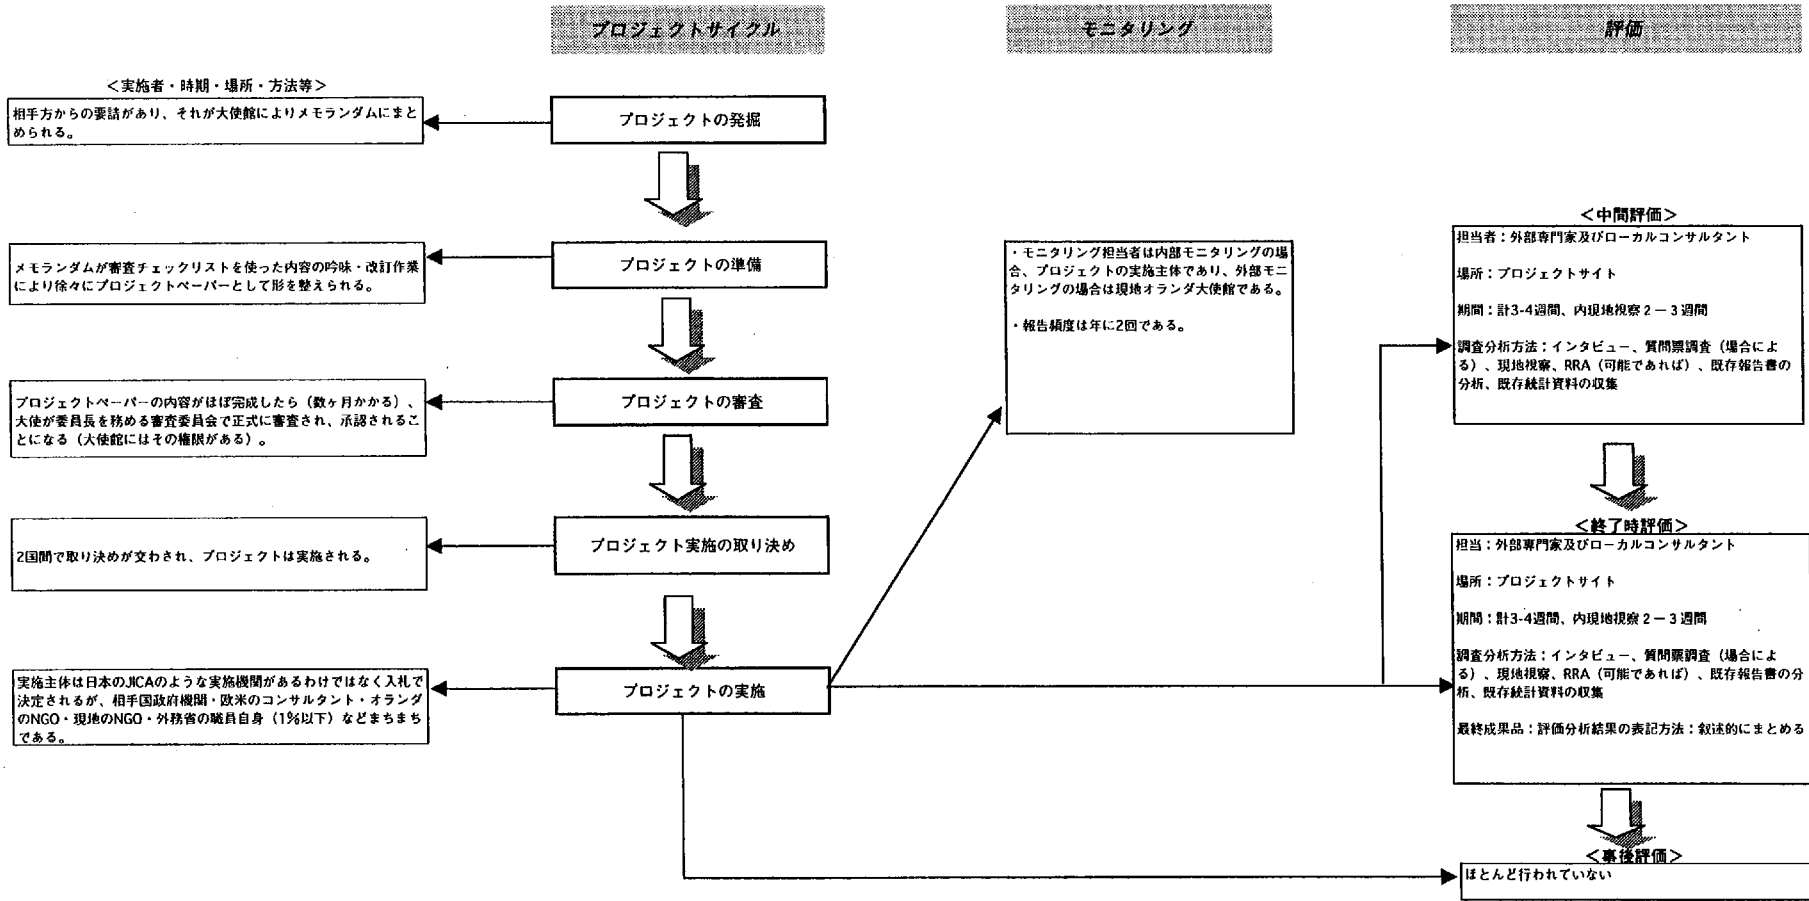 プロジェクトサイクル
モニタリング
評価
＜実施者・時期・場所・方法等＞
相手方からの要請があり、それが大使館によりメモランダムにまと
められる。
プロジェクトの発掘
メモランダムが審査チェックリストを使った内容の吟味・改訂作業
により徐々にプロジェクトペーパーとして形を整えられる。
プロジェクトの準備
プロジェクトペーパーの内容がほぼ完成したら（数ヶ月かかる）、
大使が委員長を務める審査委員会で正式に審査され、承認されるこ
とになる（大使館にはその権限がある）。
プロジェクトの審査
2国間で取り決めが交わされ、プロジェクトは実施される。
プロジェクト実施の取り決め
実施主体は日本のJICAのような実施機関があるわけではなく入札で
決定されるが、相手国政府機関・欧米のコンサルタント・オランダ
のNGO・現地のNGO・外務省の職員自身（1%以下）などまちまち
である。
プロジェクトの実施
・モニタリング担当者は内部モニタリングの場
合、プロジェクトの実施主体であり、外部モニ
タリングの場合は現地オランダ大使館である。
・報告頻度は年に2回である。
＜中間評価＞
担当者：外部専門家及びローカルコンサルタント
場所：プロジェクトサイト
期間：計3-4週間、内現地視察２－３週間
調査分析方法：インタビュー、質問票調査（場合によ
る）、現地視察、RRA（可能であれば）、既存報告書の
分析、既存統計資料の収集
＜終了時評価＞
担当：外部専門家及びローカルコンサルタント
場所：プロジェクトサイト
期間：計3-4週間、内現地視察２－３週間
調査分析方法：インタビュー、質問票調査（場合によ
る）、現地視察、RRA（可能であれば）、既存報告書の分
析、既存統計資料の収集
最終成果品：評価分析結果の表記方法：叙述的にまとめる
＜事後評価＞
ほとんど行われていない